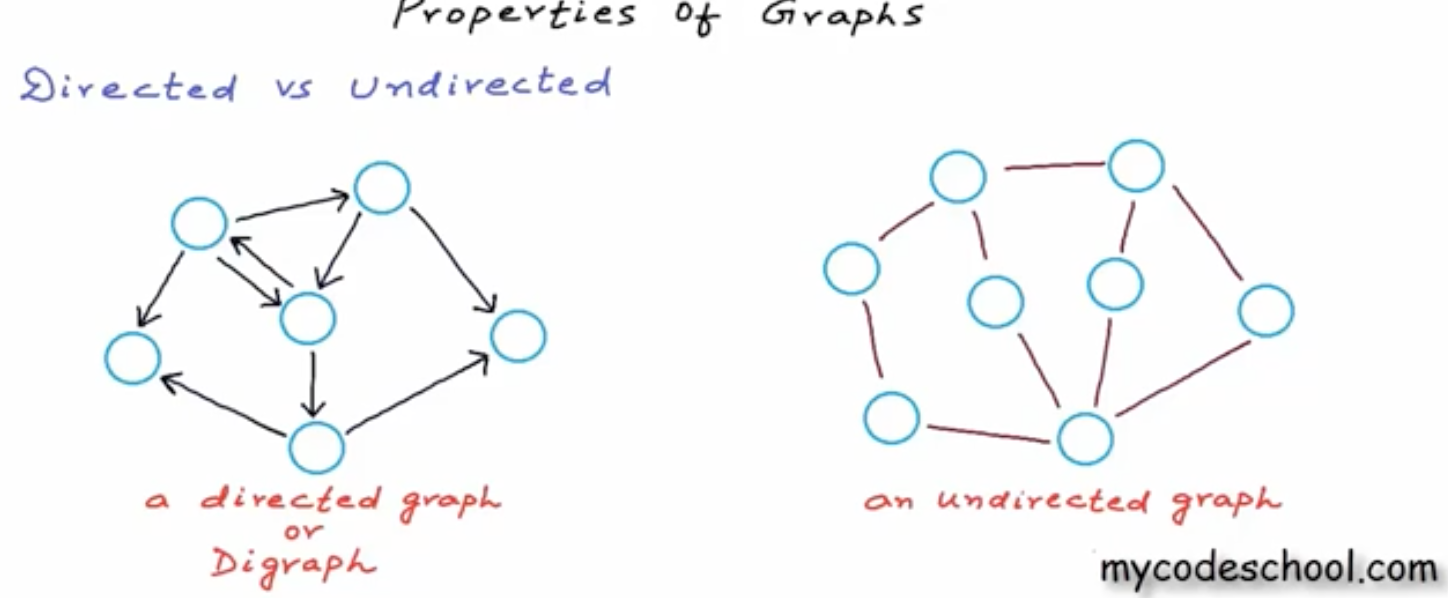 Properties of Graphs
Directed vs Undirected
a directed graph
or
Digraph
an undirected graph
mycodeschool.com